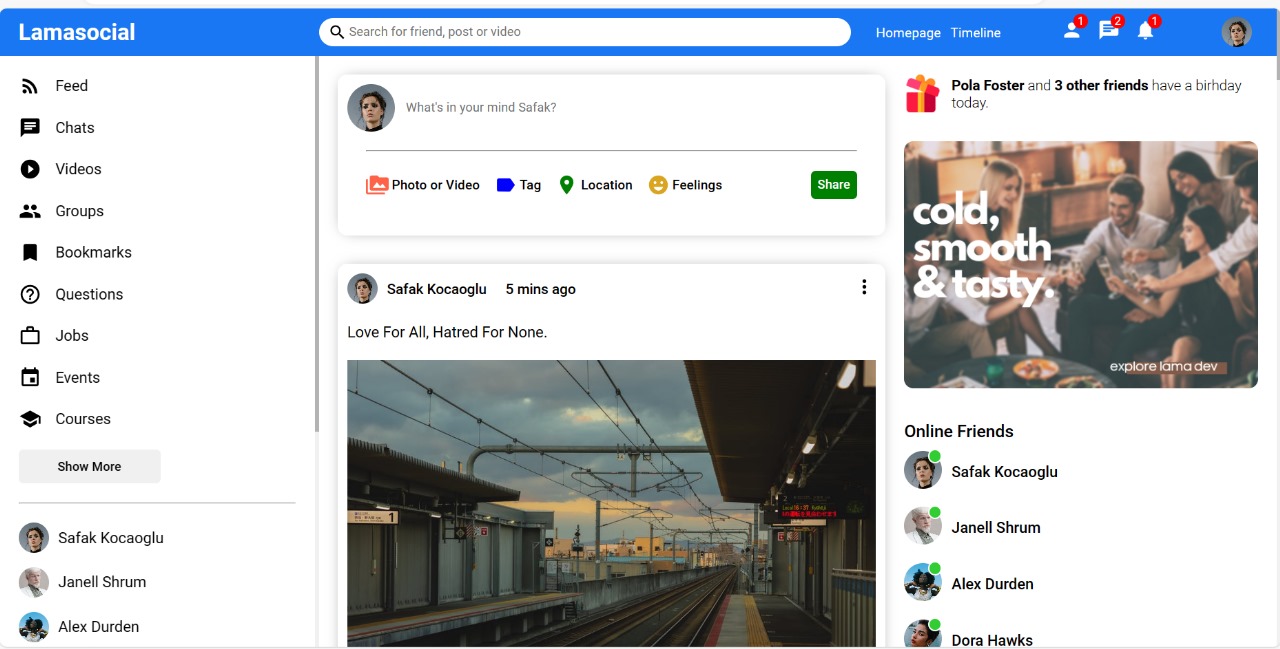 Lamasocial
Search for friend, post or video
Homepage Timeline
1
2
1
Feed
Chats
Videos
Groups
Bookmarks
Questions
Jobs
Events
Courses
Show More
Safak Kocaoglu
Janell Shrum
Alex Durden
What's in your mind Safak?
Photo or Video
Tag
Location
Feelings
Share
Safak Kocaoglu 5 mins ago
Love For All, Hatred For None.
1
Pola Foster and 3 other friends have a birhday
today.
cold,
smooth
& tasty.
explore lama dev
Online Friends
Safak Kocaoglu
Janell Shrum
Alex Durden
Dora Hawks